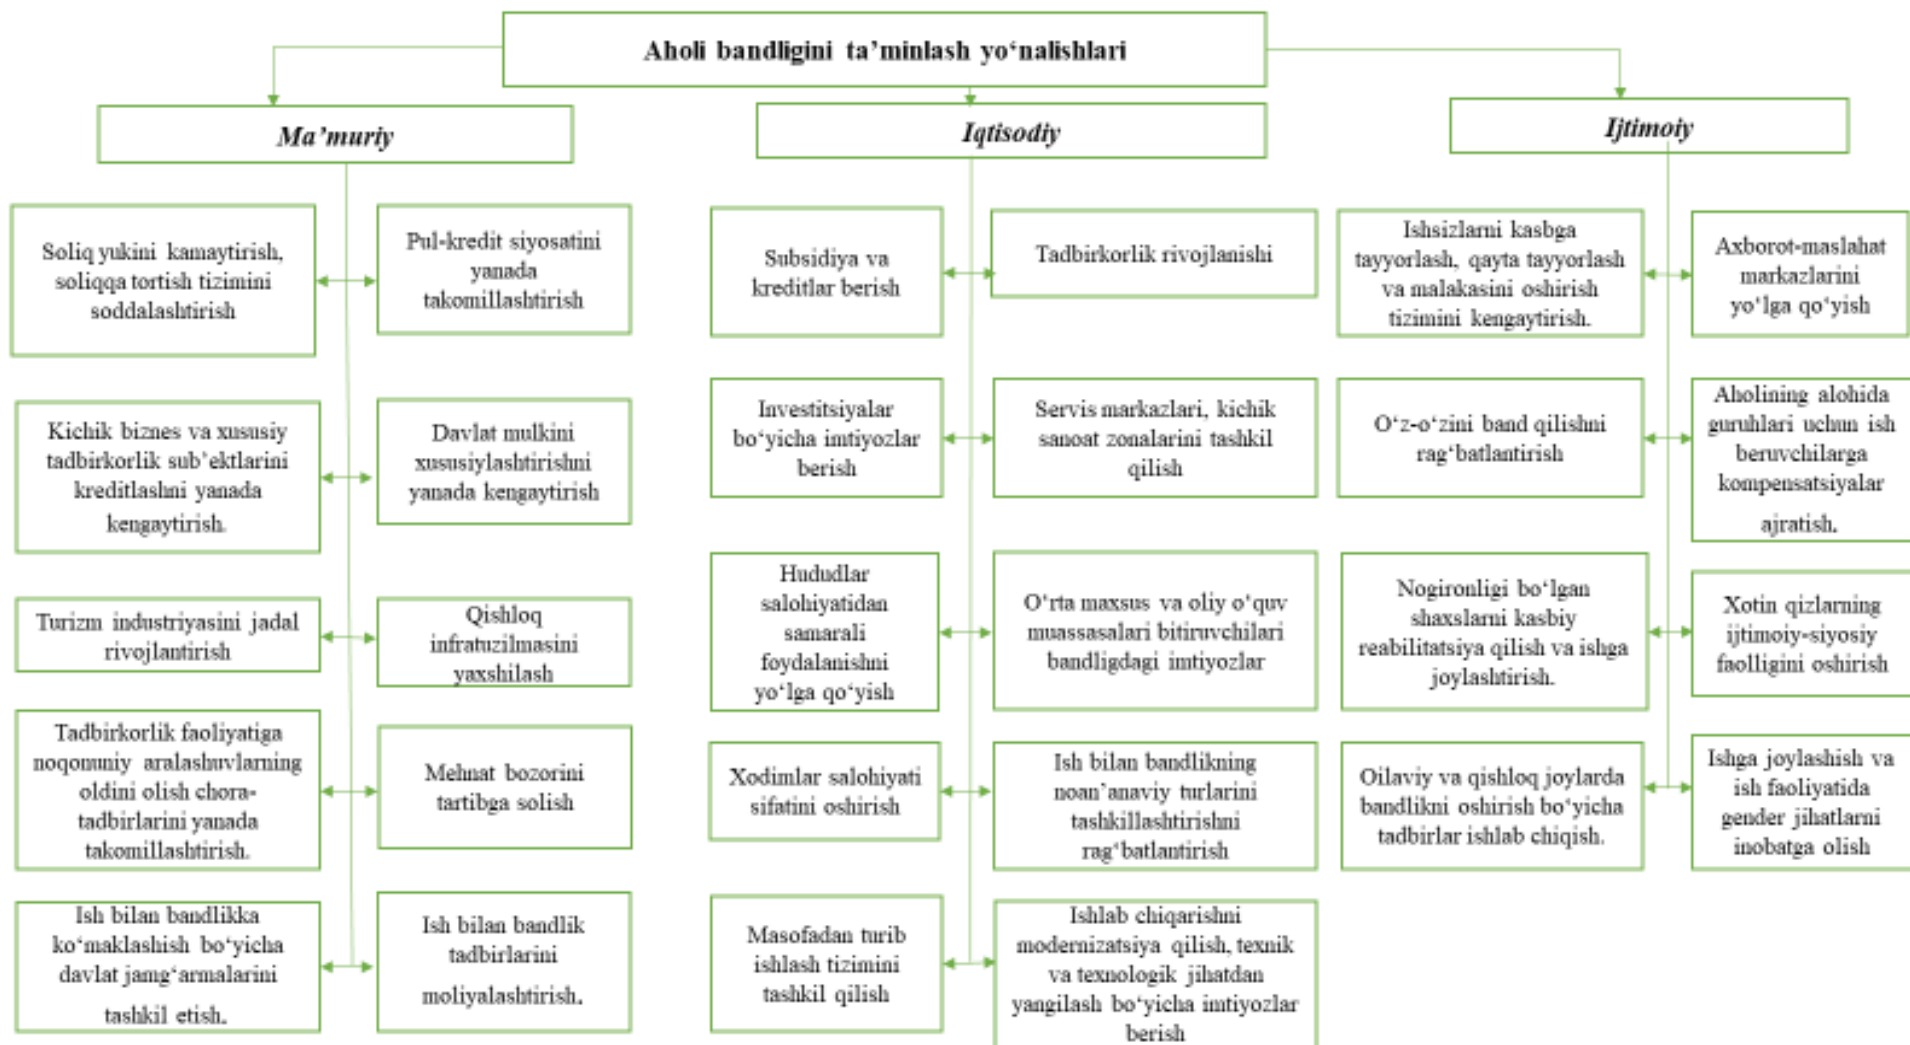 Aholi bandligini ta’minlash yo‘nalishlari
Ma’muriy
Iqtisodiy
Ijtimoiy
Soliq yukini kamaytirish,
soliqqa tortish tizimini
soddalashtirish
Pul-kredit siyosatini
yanada
takomillashtirish
Kichik biznes va xususiy
tadbirkorlik sub’ektlarini
kreditlashni yanada
kengaytirish.
Davlat mulkini
xususiylashtirishni
yanada kengaytirish
Turizm industriyasini jadal
rivojlantirish
Qishloq
infratuzilmasini
yaxshilash
Tadbirkorlik faoliyatiga
noqonuniy aralashuvlarning
oldini olish chora-
tadbirlarini yanada
takomillashtirish.
Mehnat bozorini
tartibga solish
Ish bilan bandlikka
ko‘maklashish bo‘yicha
davlat jamg‘armalarini
tashkil etish.
Ish bilan bandlik
tadbirlarini
moliyalashtirish.
Subsidiya va
kreditlar berish
Tadbirkorlik rivojlanishi
Investitsiyalar
bo‘yicha imtiyozlar
berish
Servis markazlari, kichik
sanoat zonalarini tashkil
qilish
Hududlar
salohiyatidan
samarali
foydalanishni
yo‘lga qo‘yish
O‘rta maxsus va oliy o‘quv
muassasalari bitiruvchilari
bandligdagi imtiyozlar
Xodimlar salohiyati
sifatini oshirish
Ish bilan bandlikning
noan’anaviy turlarini
tashkillashtirishni
rag‘batlantirish
Masofadan turib
ishlash tizimini
tashkil qilish
Ishlab chiqarishni
modernizatsiya qilish, texnik
va texnologik jihatdan
yangilash bo‘yicha imtiyozlar
berish
Ishsizlarni kasbga
tayyorlash, qayta tayyorlash
va malakasini oshirish
tizimini kengaytirish.
Axborot-maslahat
markazlarini
yo‘lga qo‘yish
O‘z-o‘zini band qilishni
rag‘batlantirish
Aholining alohida
guruhlari uchun ish
beruvchilarga
kompensatsiyalar
ajratish.
Nogironligi bo‘lgan
shaxslarni kasbiy
reabilitatsiya qilish va ishga
joylashtirish.
Xotin qizlarning
ijtimoiy-siyosiy
faolligini oshirish
Oilaviy va qishloq joylarda
bandlikni oshirish bo‘yicha
tadbirlar ishlab chiqish.
Ishga joylashish va
ish faoliyatida
gender jihatlarni
inobatga olish